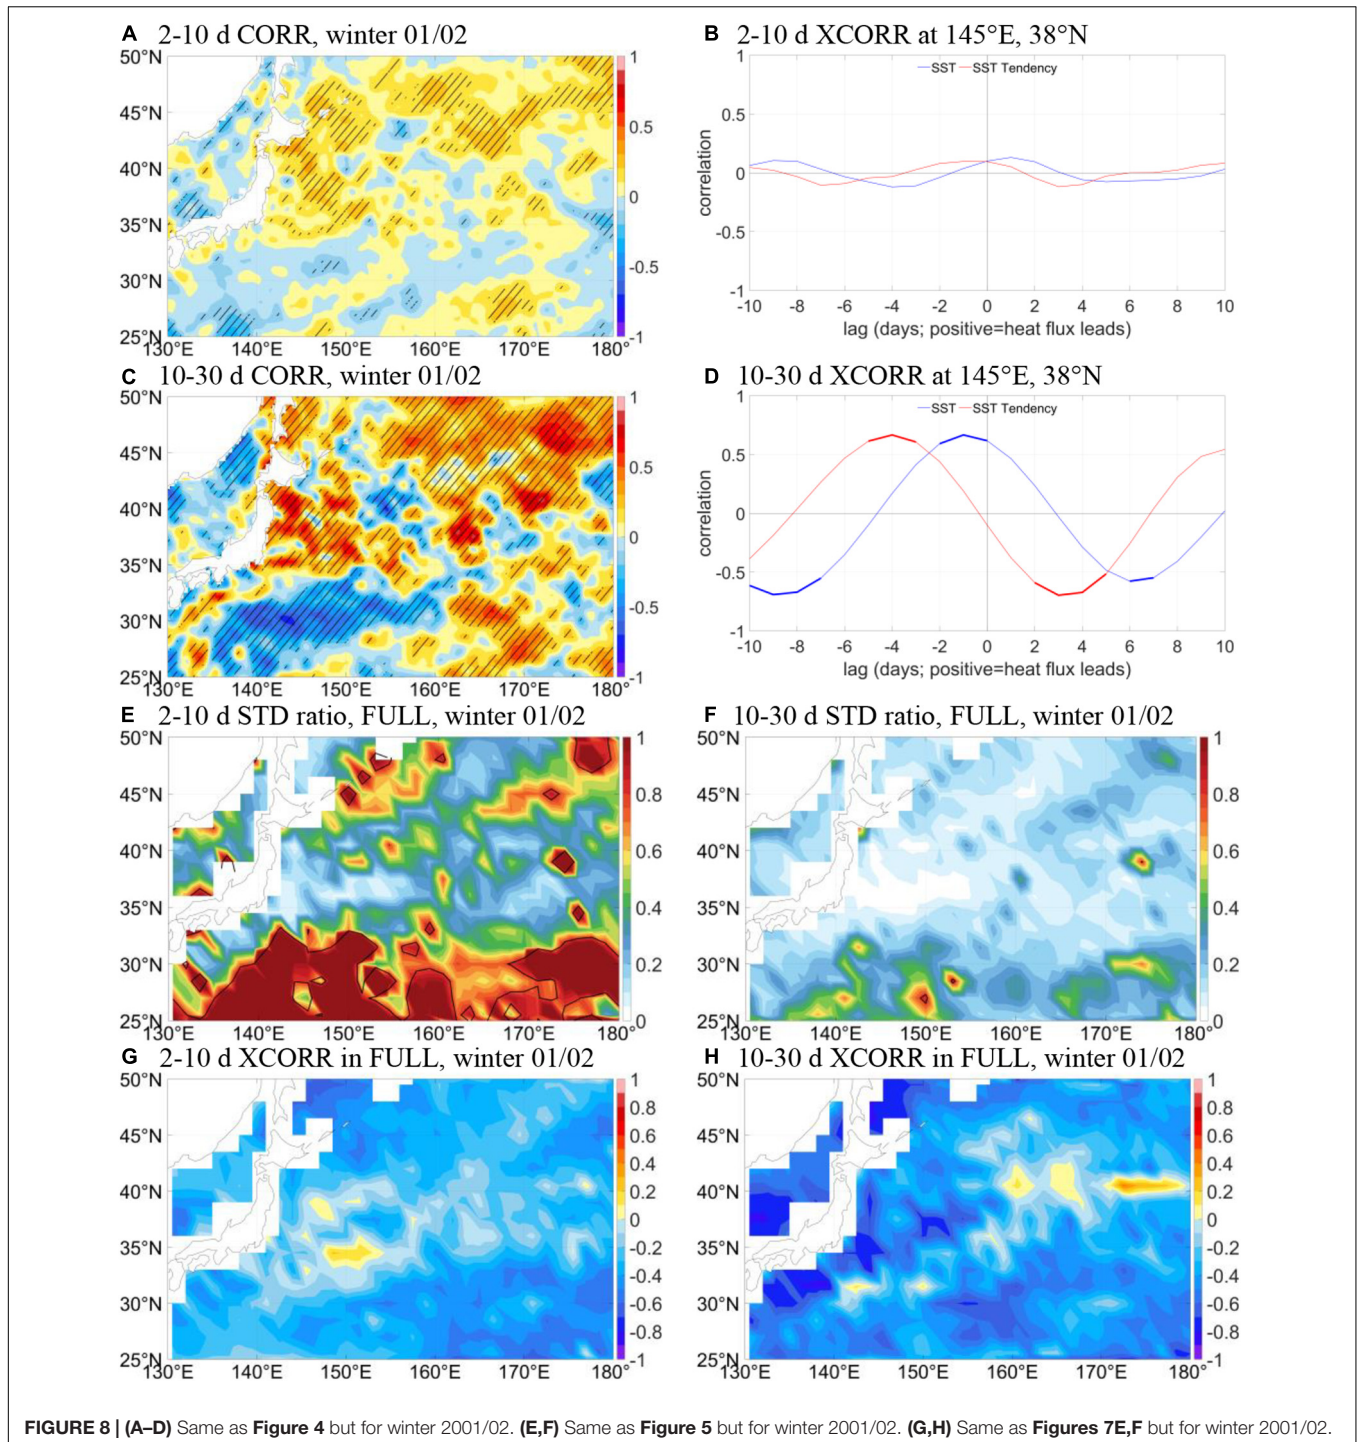 A 2-10 d CORR, winter 01/02
50°N
45°N
40°N
35°N
30°N
25°N
130°E 140°E 150°E 160°E 170°E 180°
1
0.5
0
-0.5
-1
B 2-10 d XCORR at 145°E, 38°N
SST SST Tendency
1
0.5
0
-0.5
-1
correlation
-10 -8 -6 -4 -2 0 2 4 6 8 10
lag (days; positive=heat flux leads)
C 10-30 d CORR, winter 01/02
50°N
45°N
40°N
35°N
30°N
25°N
130°E 140°E 150°E 160°E 170°E 180°
1
0.5
0
-0.5
-1
D 10-30 d XCORR at 145°E, 38°N
SST SST Tendency
1
0.5
0
-0.5
-1
correlation
-10 -8 -6 -4 -2 0 2 4 6 8 10
lag (days; positive=heat flux leads)
E 2-10 d STD ratio, FULL, winter 01/02
50°N
45°N
40°N
35°N
30°N
25°N
130°E 140°E 150°E 160°E 170°E 180°
1
0.8
0.6
0.4
0.2
0
F 10-30 d STD ratio, FULL, winter 01/02
50°N
45°N
40°N
35°N
30°N
25°N
130°E 140°E 150°E 160°E 170°E 180°
1
0.8
0.6
0.4
0.2
0
G 2-10 d XCORR in FULL, winter 01/02
50°N
45°N
40°N
35°N
30°N
25°N
130°E 140°E 150°E 160°E 170°E 180°
1
0.8
0.6
0.4
0.2
0
-0.2
-0.4
-0.6
-0.8
-1
H 10-30 d XCORR in FULL, winter 01/02
50°N
45°N
40°N
35°N
30°N
25°N
130°E 140°E 150°E 160°E 170°E 180°
1
0.8
0.6
0.4
0.2
0
-0.2
-0.4
-0.6
-0.8
-1
FIGURE 8 | (A–D) Same as Figure 4 but for winter 2001/02. (E,F) Same as Figure 5 but for winter 2001/02. (G,H) Same as Figures 7E,F but for winter 2001/02.